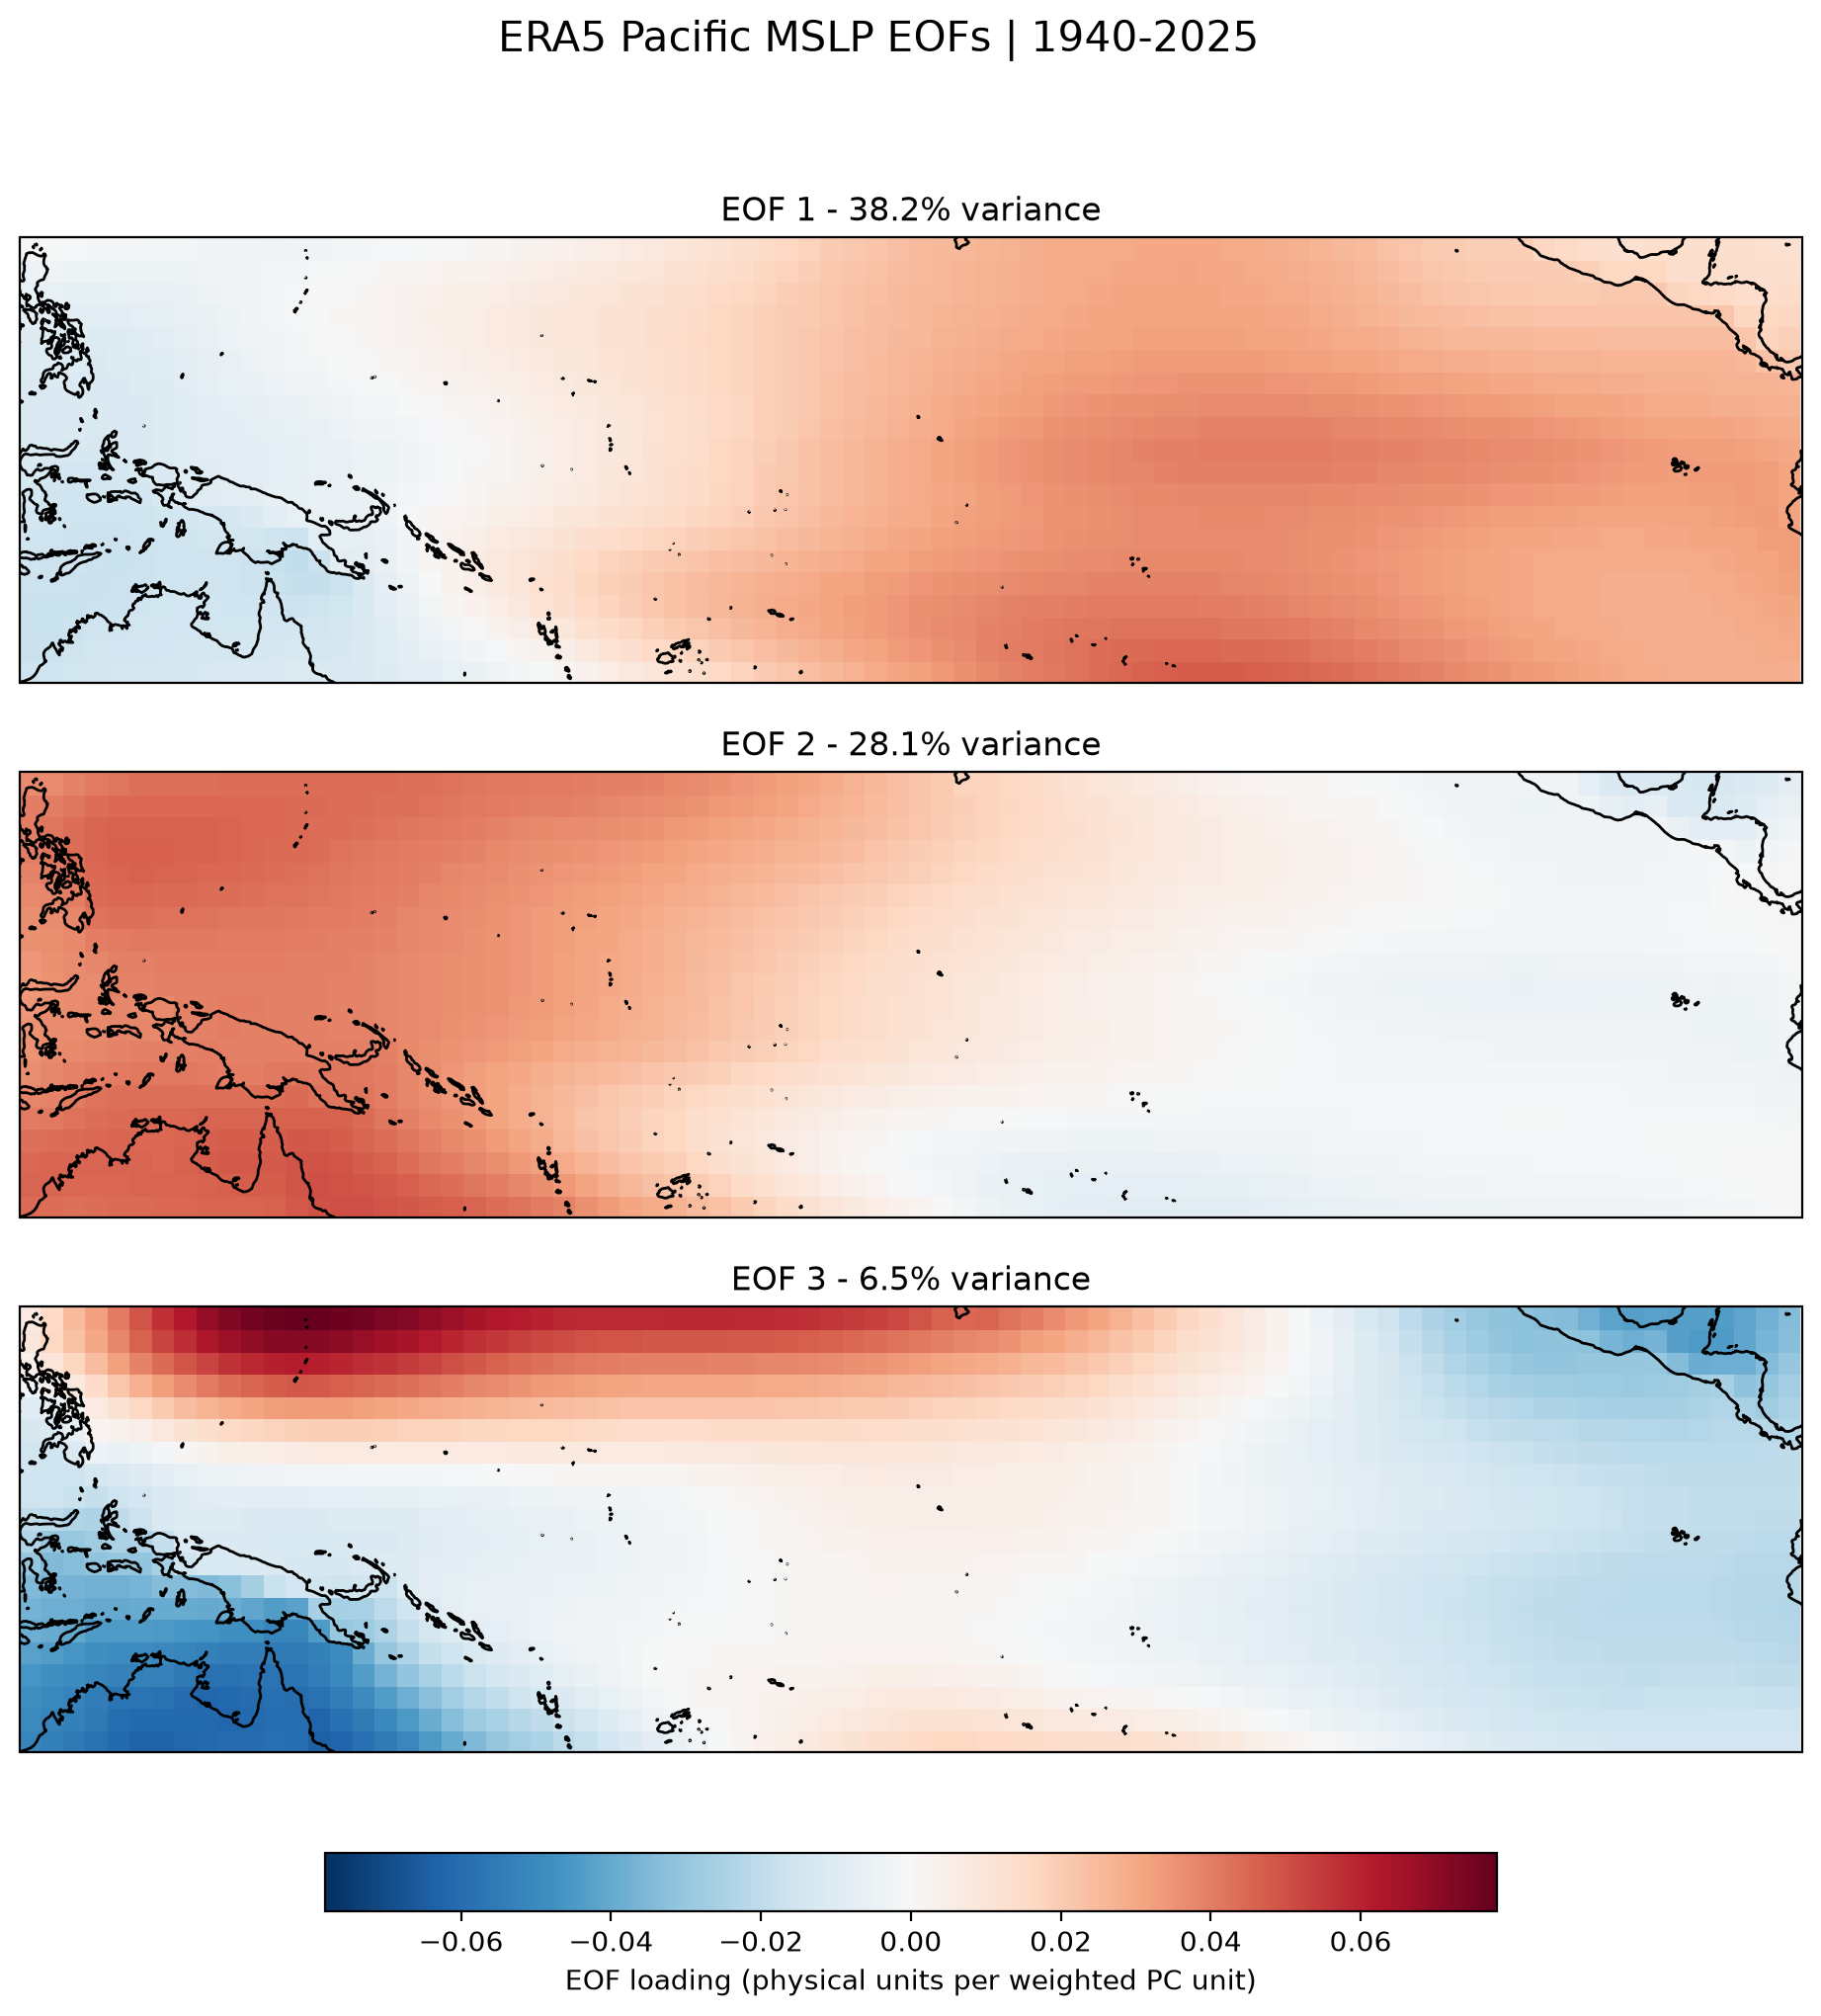 ERA5 Pacific MSLP EOFs | 1940-2025
EOF 1 - 38.2% variance
EOF 2 - 28.1% variance
EOF 3 - 6.5% variance
−0.06 −0.04 −0.02 0.00 0.02 0.04 0.06
EOF loading (physical units per weighted PC unit)